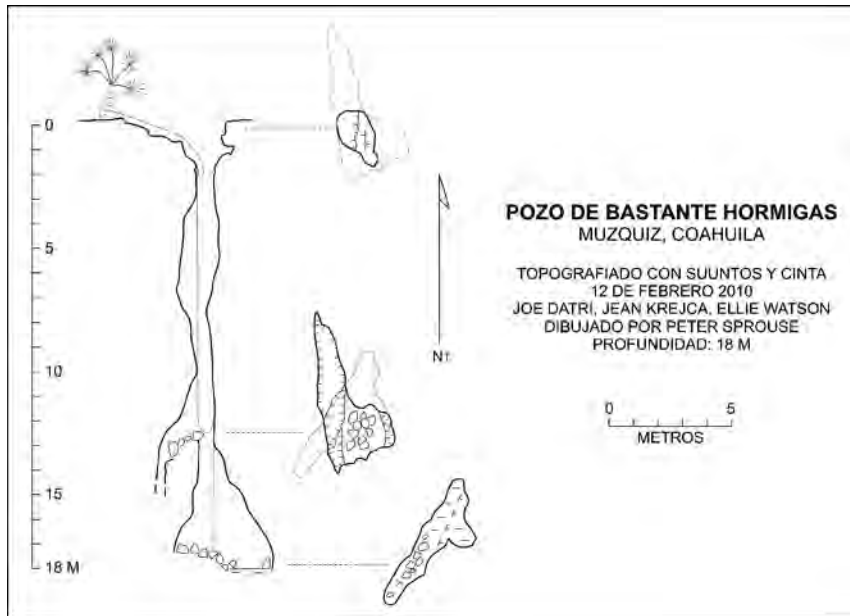 0
5
10
15
18 M
Nт.
POZO DE BASTANTE HORMIGAS
MUZQUIZ, COAHUILA
TOPOGRAFIADO CON SUUNTOS Y CINTA
12 DE FEBRERO 2010
JOE DATRI, JEAN KREJCA, ELLIE WATSON
DIBUJADO POR PETER SPROUSE
PROFUNDIDAD: 18 M
0 5
METROS